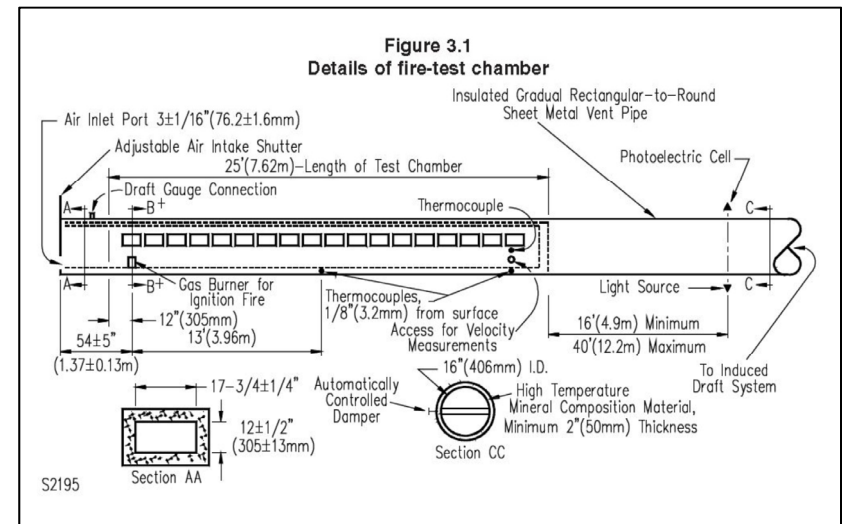 Figure 3.1
Details of fire-test chamber
Insulated Gradual Rectangular-to-Round
Sheet Metal Vent Pipe
Air Inlet Port 3±1/16"(76.2±1.6mm)
Adjustable Air Intake Shutter
25'(7.62m)-Length of Test Chamber
Photoelectric Cell
Draft Gauge Connection
Thermocouple
A
B+
C
A
B+
C
Gas Burner for
Ignition Fire
Thermocouples,
1/8"(3.2mm) from surface
Light Source
12"(305mm)
13'(3.96m)
Access for Velocity
Measurements
54±5"
(1.37±0.13m)
16'(4.9m) Minimum
40'(12.2m) Maximum
To Induced
Draft System
17-3/4±1/4"
12±1/2"
(305±13mm)
Section AA
16"(406mm) I.D.
Automatically
Controlled
Damper
High Temperature
Mineral Composition Material,
Minimum 2"(50mm) Thickness
Section CC
S2195